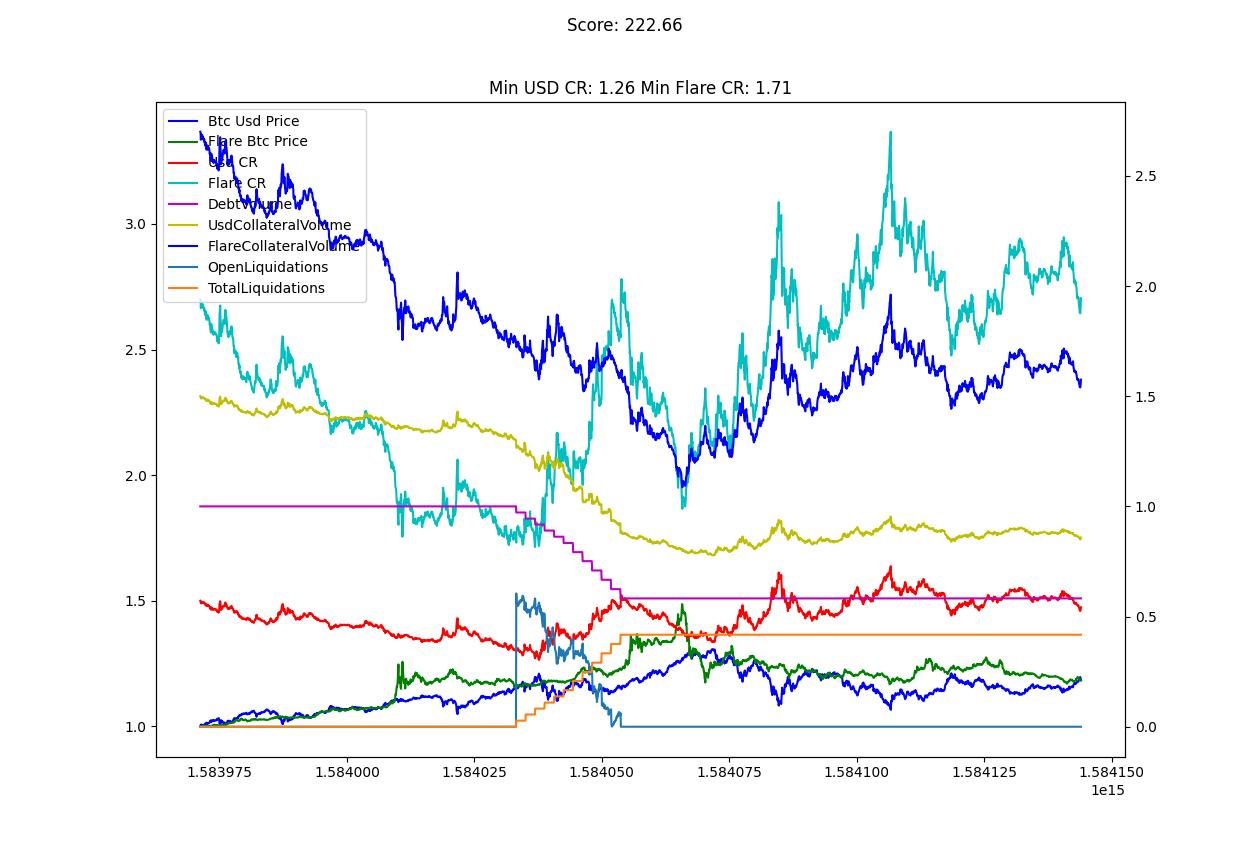 Score: 222.66
Min USD CR: 1.26 Min Flare CR: 1.71
Btc Usd Price
Flare Btc Price
Usd CR
Flare CR
DebtVolume
UsdCollateralVolume
FlareCollateralVolume
OpenLiquidations
TotalLiquidations
3.0
2.5
2.0
1.5
1.0
2.5
2.0
1.5
1.0
0.5
0.0
1.583975 1.584000 1.584025 1.584050 1.584075 1.584100 1.584125 1.584150
1e15